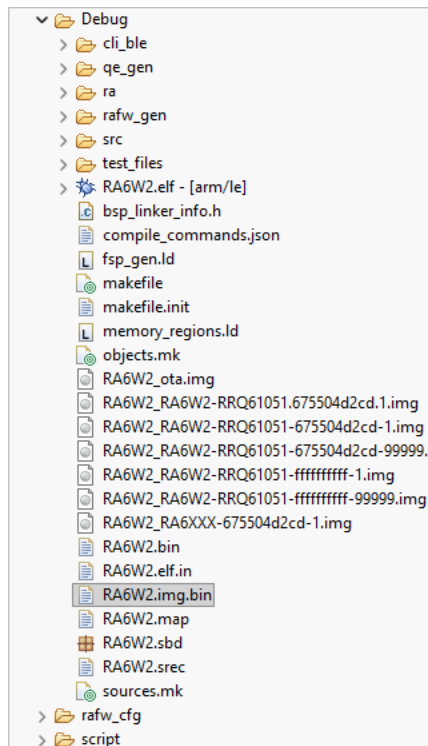 Debug
cli_ble
qe_gen
ra
rafw_gen
src
test_files
RA6W2.elf - [arm/le]
bsp_linker_info.h
compile_commands.json
fsp_gen.ld
makefile
makefile.init
memory_regions.ld
objects.mk
RA6W2_ota.img
RA6W2_RA6W2-RRQ61051.675504d2cd.1.img
RA6W2_RA6W2-RRQ61051-675504d2cd-1.img
RA6W2_RA6W2-RRQ61051-675504d2cd-99999.
RA6W2_RA6W2-RRQ61051-ffffffffff-1.img
RA6W2_RA6W2-RRQ61051-ffffffffff-99999.img
RA6W2_RA6XXX-675504d2cd-1.img
RA6W2.bin
RA6W2.elf.in
RA6W2.img.bin
RA6W2.map
RA6W2.sbd
RA6W2.srec
sources.mk
rafw_cfg
script